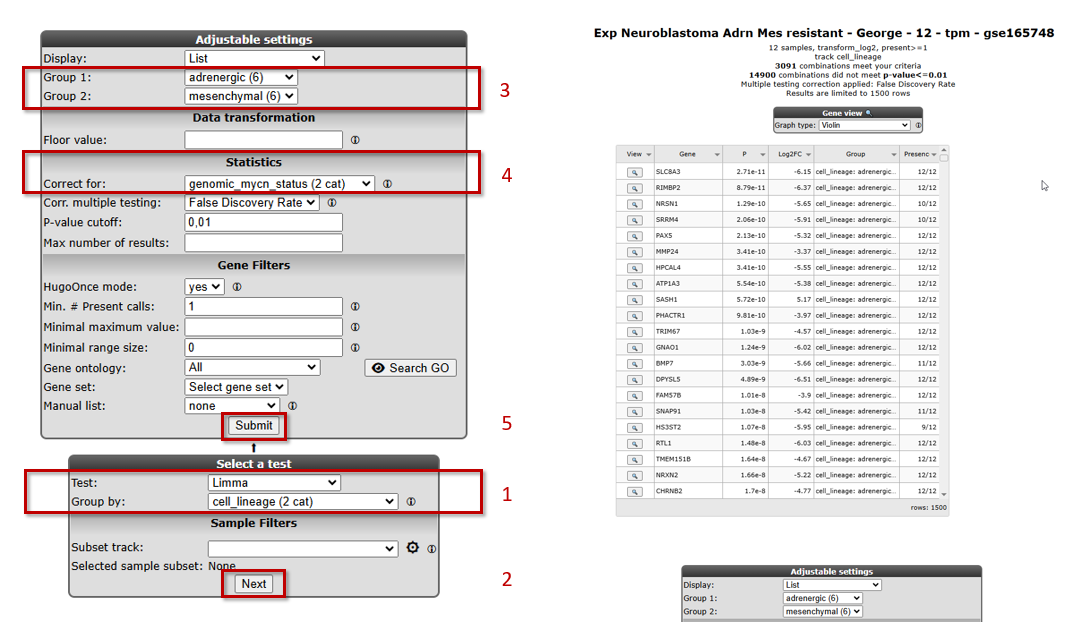 Adjustable settings
Display: List
Group 1: adrenergic (6)
Group 2: mesenchymal (6)
3
Data transformation
Floor value:
Statistics
Correct for: genomic_mycn_status (2 cat)
4
Corr. multiple testing: False Discovery Rate
P-value cutoff: 0,01
Max number of results:
Gene Filters
HugoOnce mode: yes
Min. # Present calls: 1
Minimal maximum value:
Minimal range size: 0
Gene ontology: All Search GO
Gene set: Select gene set
Manual list: none
Submit
5
Select a test
Test: Limma
Group by: cell_lineage (2 cat)
1
Sample Filters
Subset track:
Selected sample subset: None
Next
2
Exp Neuroblastoma Adrn Mes resistant - George - 12 - tpm - gse165748
12 samples, transform_log2, present>=1
track cell_lineage
3091 combinations meet your criteria
14900 combinations did not meet p-value<=0.01
Multiple testing correction applied: False Discovery Rate
Results are limited to 1500 rows
Gene view
Graph type: Violin
View Gene P Log2FC Group Presenc
SLC8A3 2.71e-11 -6.15 cell_lineage: adrenergic... 12/12
RIMBP2 8.79e-11 -6.37 cell_lineage: adrenergic... 12/12
NRSN1 1.29e-10 -5.65 cell_lineage: adrenergic... 10/12
SRRM4 2.06e-10 -5.91 cell_lineage: adrenergic... 10/12
PAX5 2.13e-10 -5.32 cell_lineage: adrenergic... 12/12
MMP24 3.41e-10 -3.37 cell_lineage: adrenergic... 12/12
HPCAL4 3.41e-10 -5.55 cell_lineage: adrenergic... 12/12
ATP1A3 5.54e-10 -5.38 cell_lineage: adrenergic... 12/12
SASH1 5.72e-10 5.17 cell_lineage: adrenergic... 12/12
PHACTR1 9.81e-10 -3.97 cell_lineage: adrenergic... 12/12
TRIM67 1.03e-9 -4.57 cell_lineage: adrenergic... 12/12
GNAO1 1.24e-9 -6.02 cell_lineage: adrenergic... 12/12
BMP7 3.03e-9 -5.66 cell_lineage: adrenergic... 11/12
DPYSL5 4.89e-9 -6.51 cell_lineage: adrenergic... 12/12
FAM57B 1.01e-8 -3.9 cell_lineage: adrenergic... 12/12
SNAP91 1.03e-8 -5.42 cell_lineage: adrenergic... 11/12
HS3ST2 1.07e-8 -5.95 cell_lineage: adrenergic... 9/12
RTL1 1.48e-8 -6.03 cell_lineage: adrenergic... 12/12
TMEM151B 1.64e-8 -4.67 cell_lineage: adrenergic... 12/12
NRXN2 1.66e-8 -5.22 cell_lineage: adrenergic... 12/12
CHRNB2 1.7e-8 -4.77 cell_lineage: adrenergic... 12/12
rows: 1500
Adjustable settings
Display: List
Group 1: adrenergic (6)
Group 2: mesenchymal (6)